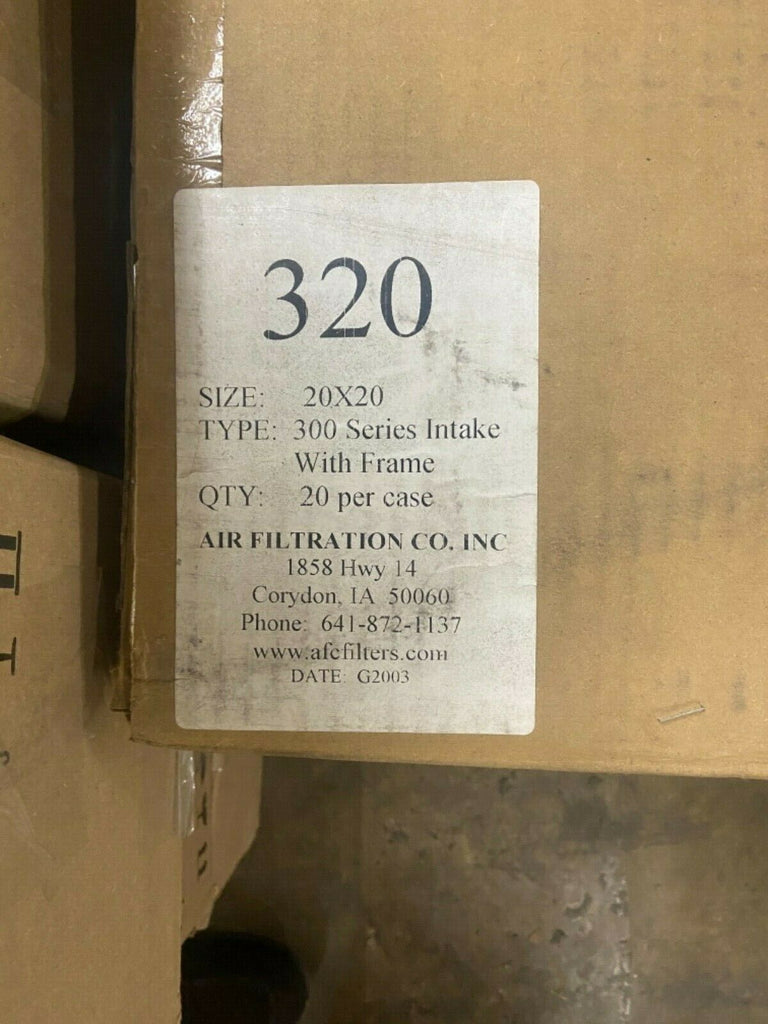 320
SIZE: 20X20
TYPE: 300 Series Intake
With Frame
QTY: 20 per case
AIR FILTRATION CO. INC
1858 Hwy 14
Corydon, IA 50060
Phone: 641-872-1137
www.afcfilters.com
DATE: G2003